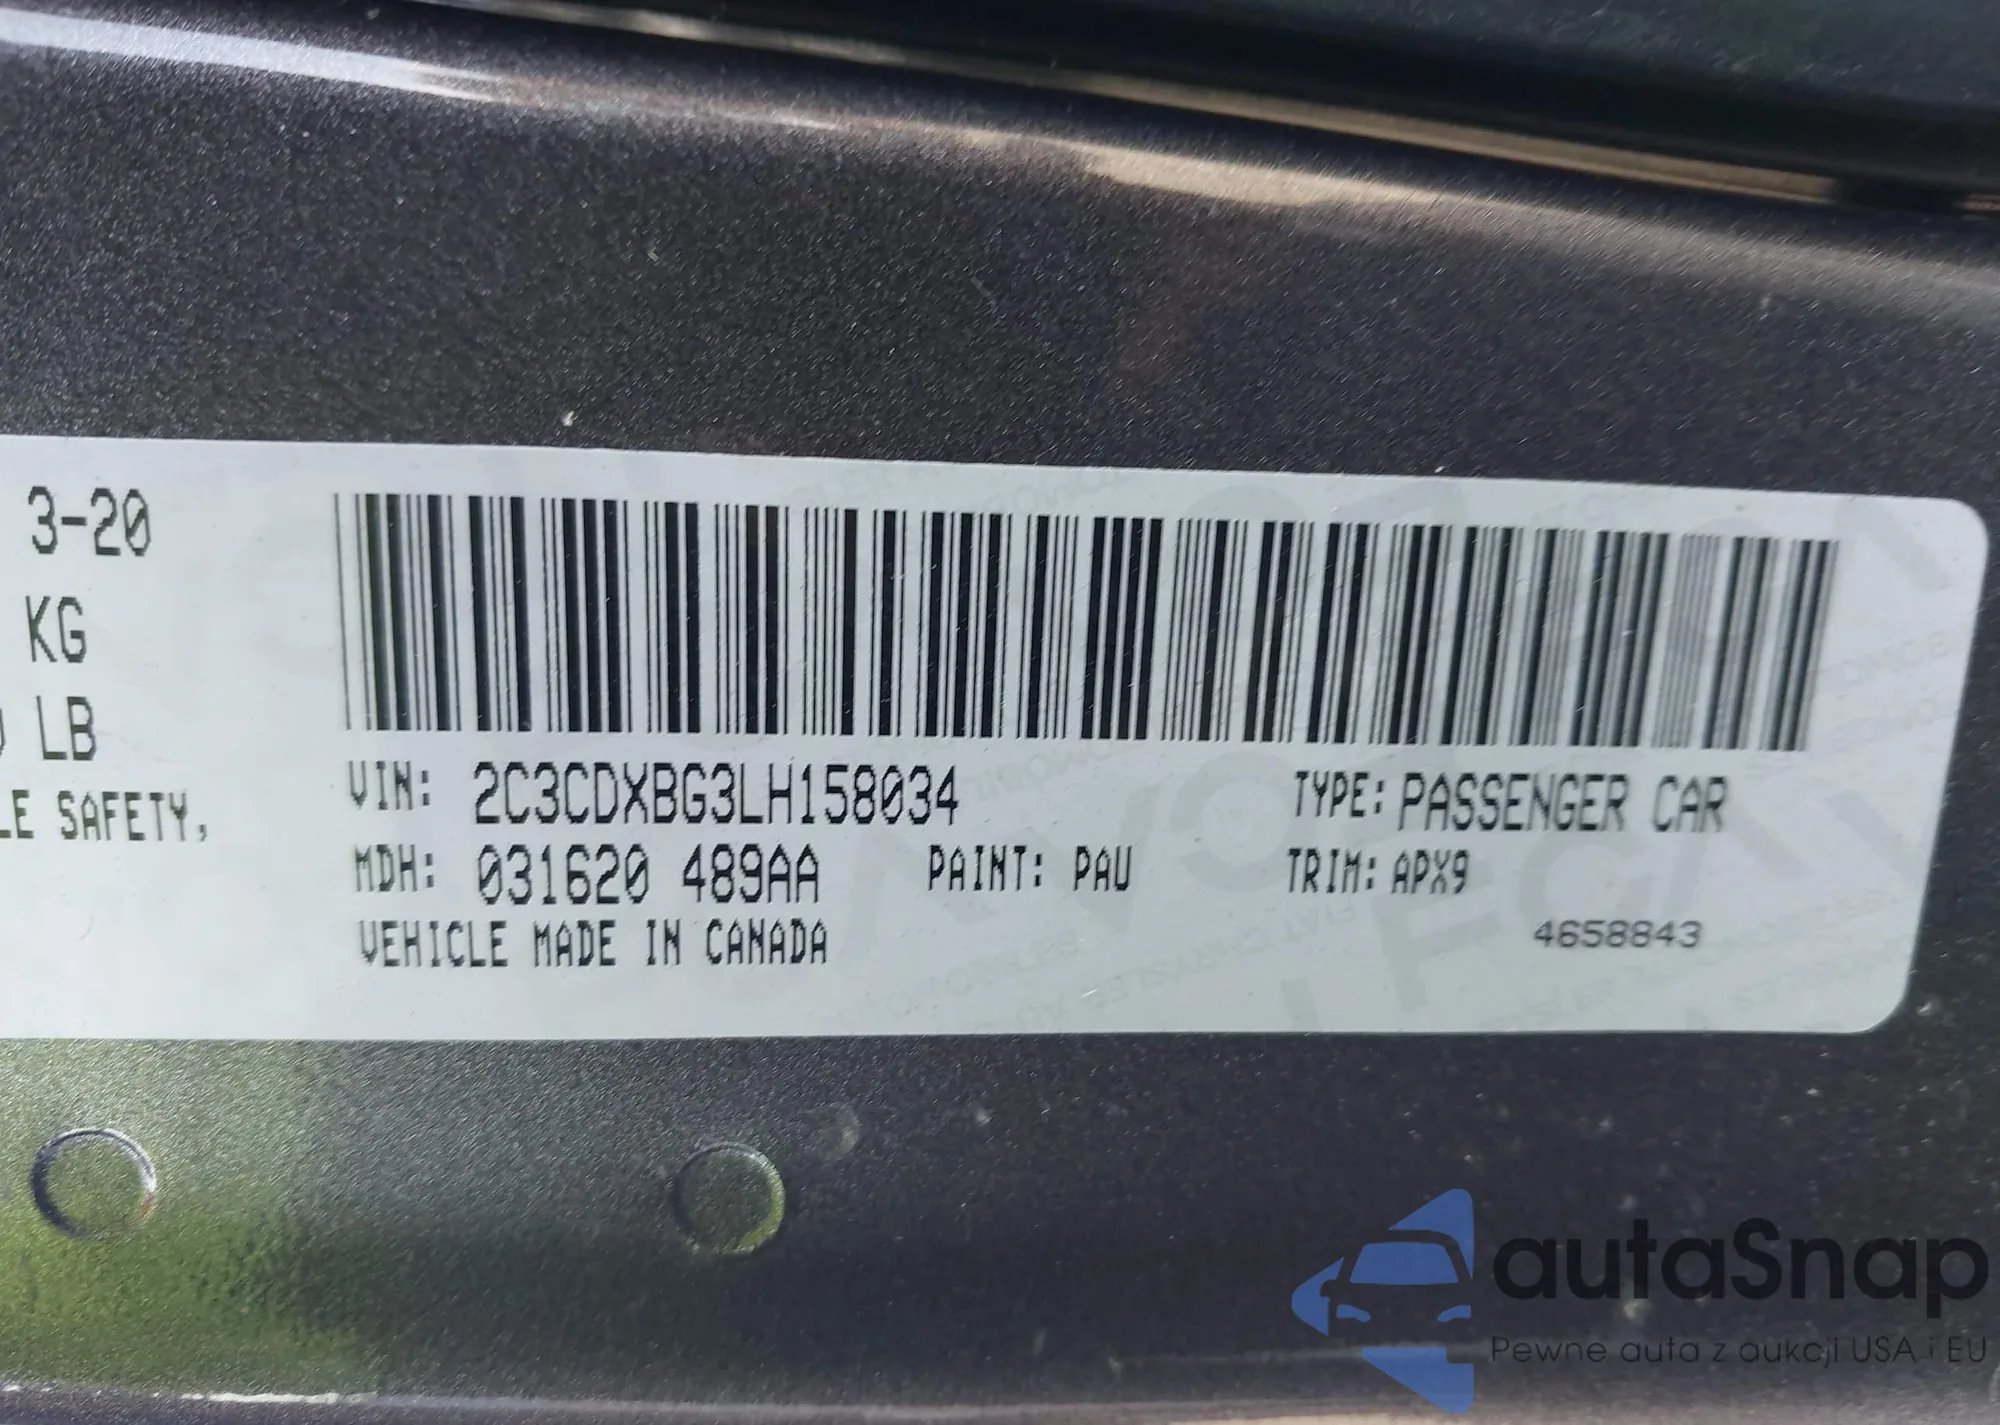 3-20
KG
LB
LE SAFETY,
VIN: 2C3CDXBG3LH158034
TYPE: PASSENGER CAR
MDH: 031620 489AA
PAINT: PAU
TRIM: APX9
VEHICLE MADE IN CANADA
4658843
autaSnap
Pewne auta z aukcji USA i EU